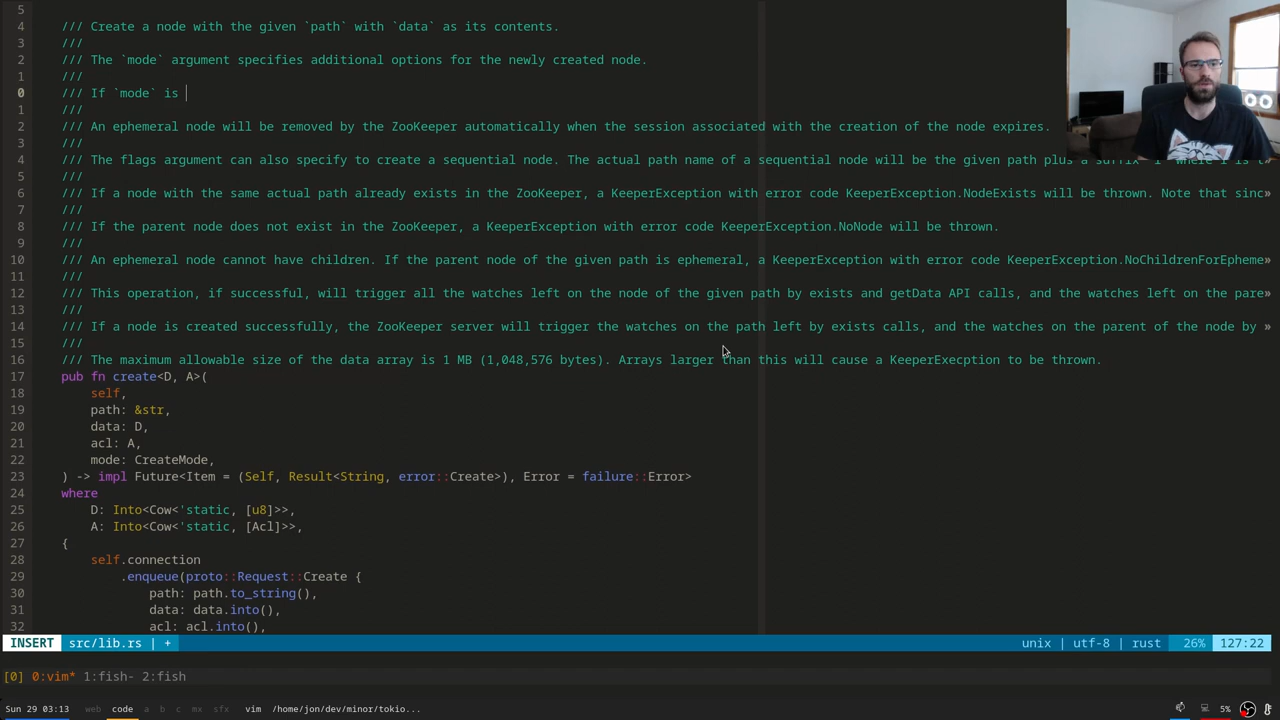 5
4 /// Create a node with the given `path` with `data` as its contents.
3 ///
2 /// The `mode` argument specifies additional options for the newly created node.
1 ///
0 /// If `mode` is
1 ///
2 /// An ephemeral node will be removed by the ZooKeeper automatically when the session associated with the creation of the node expires.
3 ///
4 /// The flags argument can also specify to create a sequential node. The actual path name of a sequential node will be the given path plus a suffix "i" where i is t»
5 ///
6 /// If a node with the same actual path already exists in the ZooKeeper, a KeeperException with error code KeeperException.NodeExists will be thrown. Note that sinc»
7 ///
8 /// If the parent node does not exist in the ZooKeeper, a KeeperException with error code KeeperException.NoNode will be thrown.
9 ///
10 /// An ephemeral node cannot have children. If the parent node of the given path is ephemeral, a KeeperException with error code KeeperException.NoChildrenForEpheme»
11 ///
12 /// This operation, if successful, will trigger all the watches left on the node of the given path by exists and getData API calls, and the watches left on the pare»
13 ///
14 /// If a node is created successfully, the ZooKeeper server will trigger the watches on the path left by exists calls, and the watches on the parent of the node by »
15 ///
16 /// The maximum allowable size of the data array is 1 MB (1,048,576 bytes). Arrays larger than this will cause a KeeperExecption to be thrown.
17 pub fn create<D, A>(
18 self,
19 path: &str,
20 data: D,
21 acl: A,
22 mode: CreateMode,
23 ) -> impl Future<Item = (Self, Result<String, error::Create>), Error = failure::Error>
24 where
25 D: Into<Cow<'static, [u8]>>,
26 A: Into<Cow<'static, [Acl]>>,
27 {
28 self.connection
29 .enqueue(proto::Request::Create {
30 path: path.to_string(),
31 data: data.into(),
32 acl: acl.into(),
INSERT src/lib.rs | + unix | utf-8 | rust 26% 127:22
[0] 0:vim* 1:fish- 2:fish
Sun 29 03:13 web code a b c mx sfx vim /home/jon/dev/minor/tokio... 5%